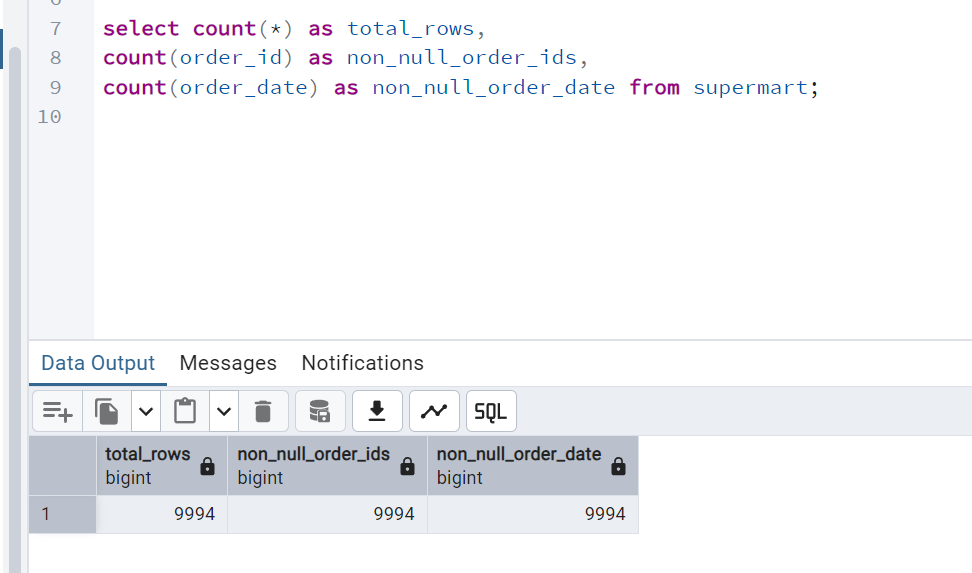 7 select count(*) as total_rows,
8 count(order_id) as non_null_order_ids,
9 count(order_date) as non_null_order_date from supermart;
10
Data Output Messages Notifications
SQL
total_rows non_null_order_ids non_null_order_date
bigint bigint bigint
1 9994 9994 9994